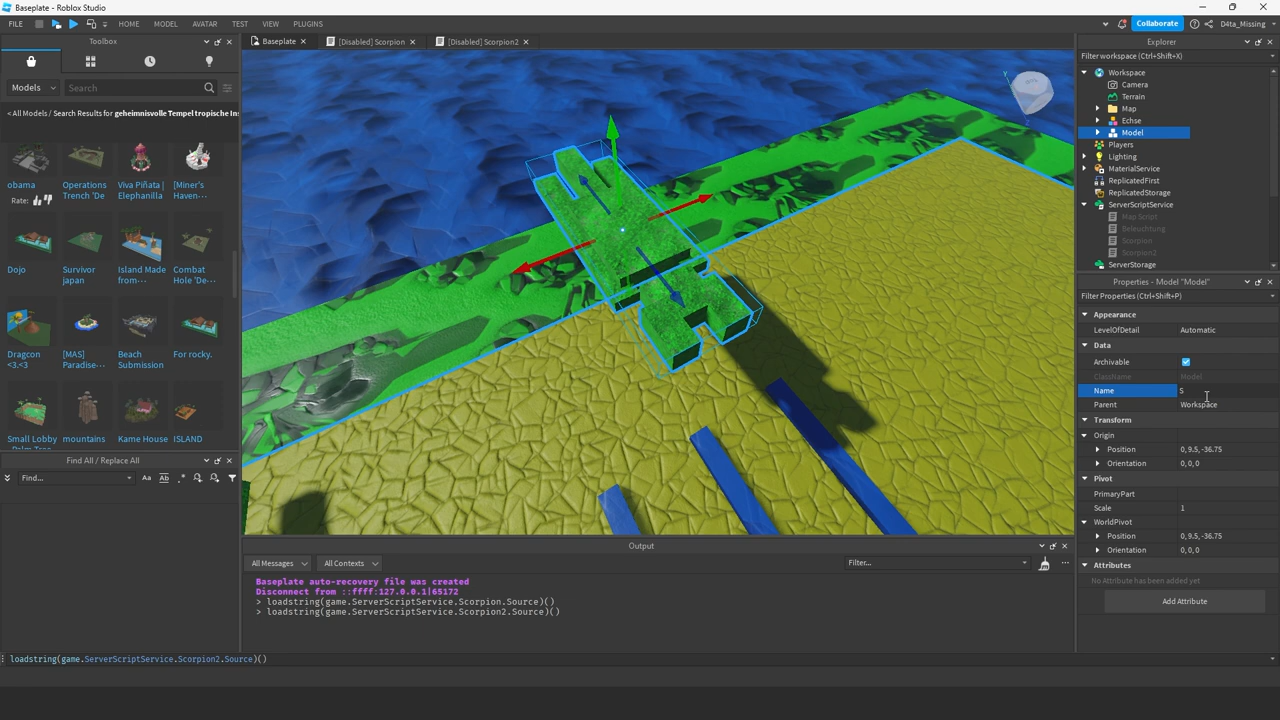 Baseplate - Roblox Studio
FILE HOME MODEL AVATAR TEST VIEW PLUGINS Collaborate D4ta_Missing
Toolbox
Baseplate [Disabled] Scorpion [Disabled] Scorpion2
Models Search
< All Models / Search Results for geheimnisvolle Tempel tropische Ins
obama Operations Trench 'De Viva Piñata | Elephanilla [Miner's Haven···
Rate:
Dojo Survivor Japan Island Made from··· Combat Hole 'De···
Dragcon <3.<3 [MAS] Paradise··· Beach Submission For rocky.
Small Lobby mountains Kame House ISLAND
Find All / Replace All
Find... Aa Ab .*
Output
All Messages All Contexts Filter...
Baseplate auto-recovery file was created
Disconnect from ::ffff:127.0.0.1|65172
> loadstring(game.ServerScriptService.Scorpion.Source)()
> loadstring(game.ServerScriptService.Scorpion2.Source)()
loadstring(game.ServerScriptService.Scorpion2.Source)()
Explorer
Filter workspace (Ctrl+Shift+X)
Workspace
Camera
Terrain
Map
Echse
Model
Players
Lighting
MaterialService
ReplicatedFirst
ReplicatedStorage
ServerScriptService
Map Script
Beleuchtung
Scorpion
Scorpion2
ServerStorage
Properties - Model "Model"
Filter Properties (Ctrl+Shift+P)
Appearance
LevelOfDetail Automatic
Data
Archivable
ClassName Model
Name S
Parent Workspace
Transform
Origin
Position 0, 9.5, -36.75
Orientation 0, 0, 0
Pivot
PrimaryPart
Scale 1
WorldPivot
Position 0, 9.5, -36.75
Orientation 0, 0, 0
Attributes
No Attribute has been added yet
Add Attribute